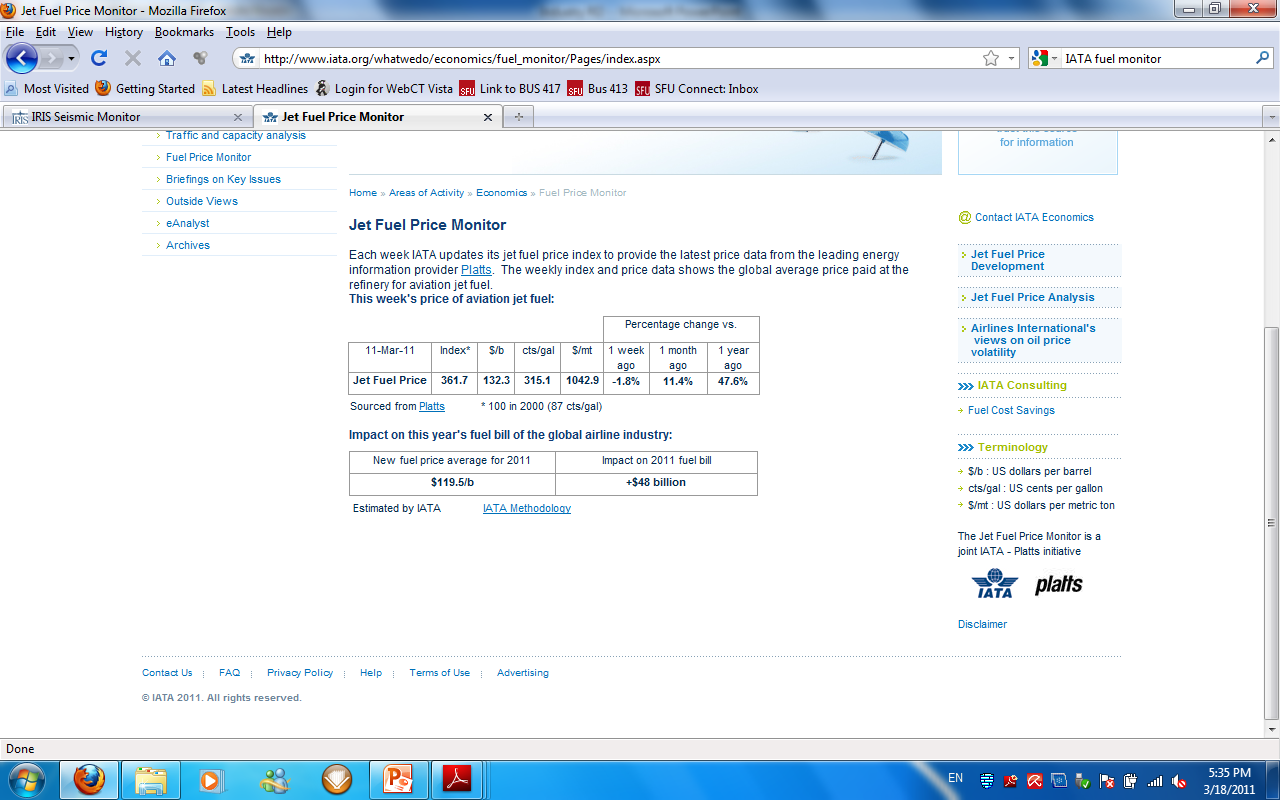 Jet Fuel Price Monitor - Mozilla Firefox
File Edit View History Bookmarks Tools Help
http://www.iata.org/whatwedo/economics/fuel_monitor/Pages/index.aspx
IATA fuel monitor
Most Visited Getting Started Latest Headlines Login for WebCT Vista SFU Link to BUS 417 SFU Bus 413 SFU SFU Connect: Inbox
IRIS IRIS Seismic Monitor
Jet Fuel Price Monitor
Traffic and capacity analysis
Fuel Price Monitor
Briefings on Key Issues
Outside Views
eAnalyst
Archives
for information
Home » Areas of Activity » Economics » Fuel Price Monitor
Jet Fuel Price Monitor
Each week IATA updates its jet fuel price index to provide the latest price data from the leading energy
information provider Platts. The weekly index and price data shows the global average price paid at the
refinery for aviation jet fuel.
This week's price of aviation jet fuel:
Percentage change vs.
11-Mar-11 Index* $/b cts/gal $/mt 1 week ago 1 month ago 1 year ago
Jet Fuel Price 361.7 132.3 315.1 1042.9 -1.8% 11.4% 47.6%
Sourced from Platts * 100 in 2000 (87 cts/gal)
Impact on this year's fuel bill of the global airline industry:
New fuel price average for 2011 Impact on 2011 fuel bill
$119.5/b +$48 billion
Estimated by IATA IATA Methodology
@ Contact IATA Economics
Jet Fuel Price
Development
Jet Fuel Price Analysis
Airlines International's
views on oil price
volatility
IATA Consulting
Fuel Cost Savings
Terminology
$/b : US dollars per barrel
cts/gal : US cents per gallon
$/mt : US dollars per metric ton
The Jet Fuel Price Monitor is a
joint IATA - Platts initiative
IATA platts
Disclaimer
Contact Us FAQ Privacy Policy Help Terms of Use Advertising
© IATA 2011. All rights reserved.
Done
EN
5:35 PM
3/18/2011